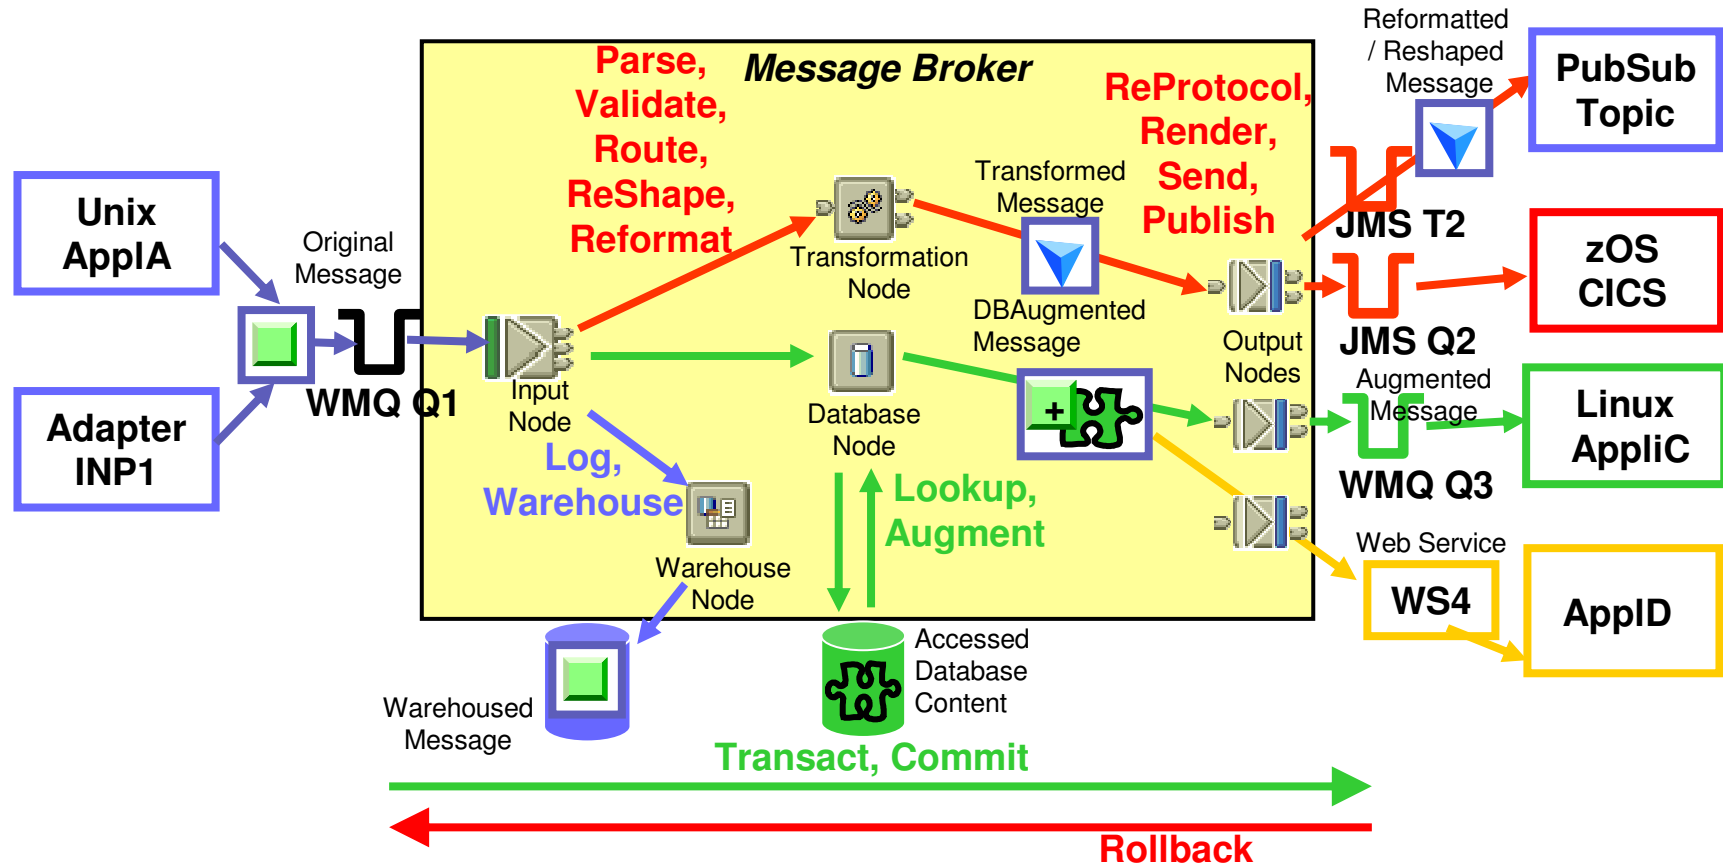 Unix
ApplA
Adapter
INP1
Original
Message
WMQ Q1
Message Broker
Parse,
Validate,
Route,
ReShape,
Reformat
Input
Node
Log,
Warehouse
Warehouse
Node
Warehoused
Message
Transformation
Node
Database
Node
Lookup,
Augment
Accessed
Database
Content
Transformed
Message
DBAugmented
Message
+
ReProtocol,
Render,
Send,
Publish
Output
Nodes
Reformatted
/ Reshaped
Message
JMS T2
JMS Q2
Augmented
Message
WMQ Q3
Web Service
WS4
PubSub
Topic
zOS
CICS
Linux
AppliC
ApplD
Transact, Commit
Rollback